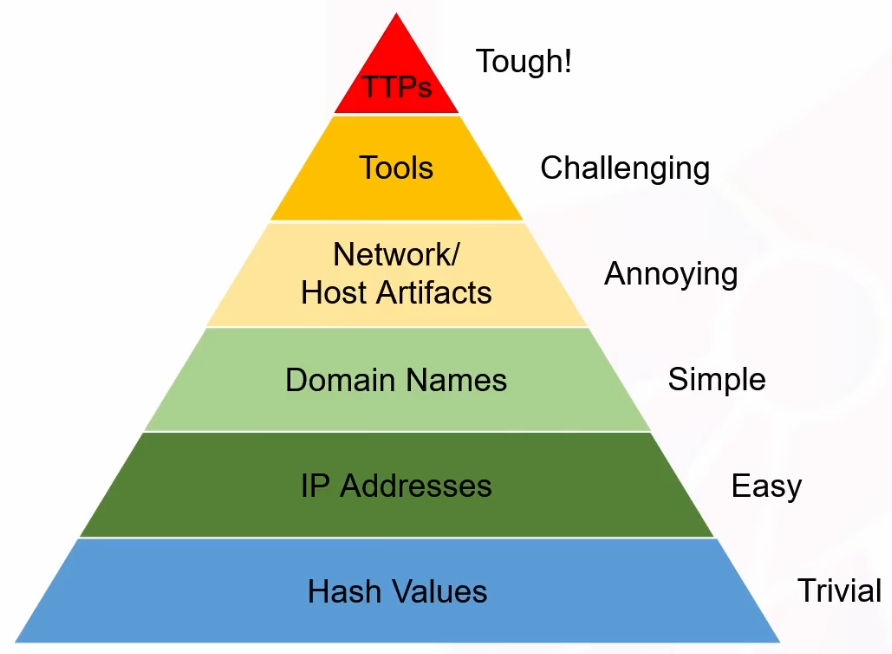 TTPs
Tough!
Tools
Challenging
Network/
Host Artifacts
Annoying
Domain Names
Simple
IP Addresses
Easy
Hash Values
Trivial